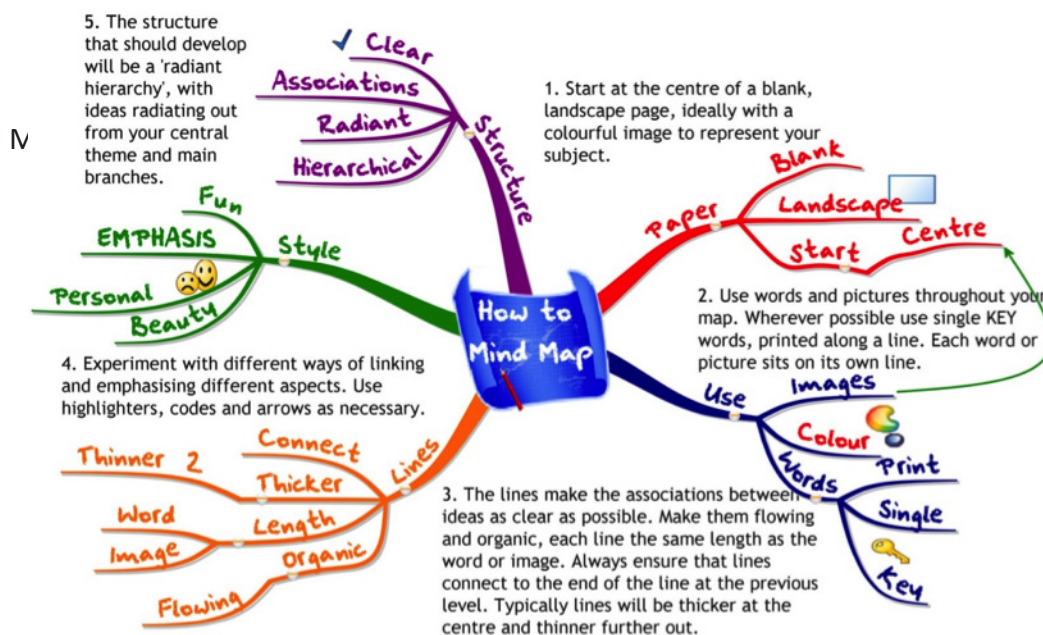 5. The structure
that should develop
will be a 'radiant
hierarchy', with
ideas radiating out
from your central
theme and main
branches.
M
Clear
Associations
Radiant
Hierarchical
Structure
1. Start at the centre of a blank,
landscape page, ideally with a
colourful image to represent your
subject.
Paper
Blank
Landscape
Start
Centre
Fun
EMPHASIS
Personal
Beauty
Style
How to
Mind Map
2. Use words and pictures throughout your
map. Wherever possible use single KEY
words, printed along a line. Each word or
picture sits on its own line.
Use
Images
Colour
Words
Print
Single
Key
4. Experiment with different ways of linking
and emphasising different aspects. Use
highlighters, codes and arrows as necessary.
Lines
Connect
Thicker
Thinner 2
Length
Word
Image
Organic
Flowing
3. The lines make the associations between
ideas as clear as possible. Make them flowing
and organic, each line the same length as the
word or image. Always ensure that lines
connect to the end of the line at the previous
level. Typically lines will be thicker at the
centre and thinner further out.